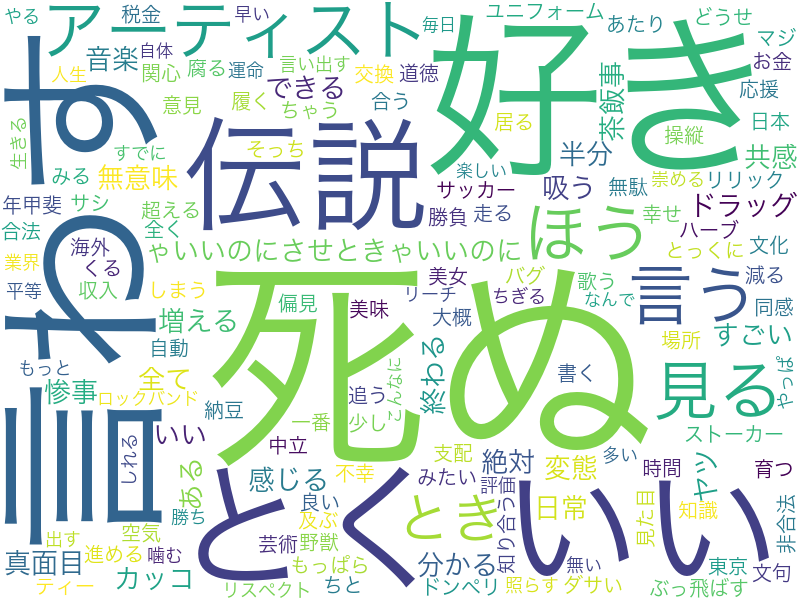 やる
税金
早い
アーティスト
毎日
ユニフォーム
あたり
どうせ
マジ
お金
音楽
自体
好き
人生
関心
腐る
運命
言い出す
交換
道徳
応援
茶飯事
意見
履く
できる
ちゃう
合う
居る
操縦
日本
生きる
すでに
伝説
そっち
半分
共感
みる
無意味
楽しい
サッカー
無駄
崇める
リリック
年甲斐
サシ
超える
勝負
走る
吸う
幸せ
ドラッグ
合法
全く
ハーブ
海外
ゃいいのにさせときゃいいのに
ほう
とっくに
文化
業界
くる
美女
バグ
歌う
減る
平等
収入
しまう
死ぬ
リーチ
ちぎる
なんで
言う
同感
偏見
美味
大概
増える
すごい
自動
終わる
場所
もっと
惨事
全て
追う
こんなに
書く
見る
やっぱ
ロックバンド
納豆
一番
少し
いい
中立
ストーカー
言わす
しれる
ある
感じる
不幸
みたい
支配
絶対
変態
多い
ヤツ
時間
育つ
とく
とき
いい
評価
知り合う
日常
見た目
知識
非合法
勝ち
空気
良い
及ぶ
出す
進める
噛む
芸術
野獣
真面目
カッコ
もっぱら
分かる
無い
東京
文句
ティー
リスペクト
ちと
ドンペリ
照らす
ダサい
ぶっ飛ばす